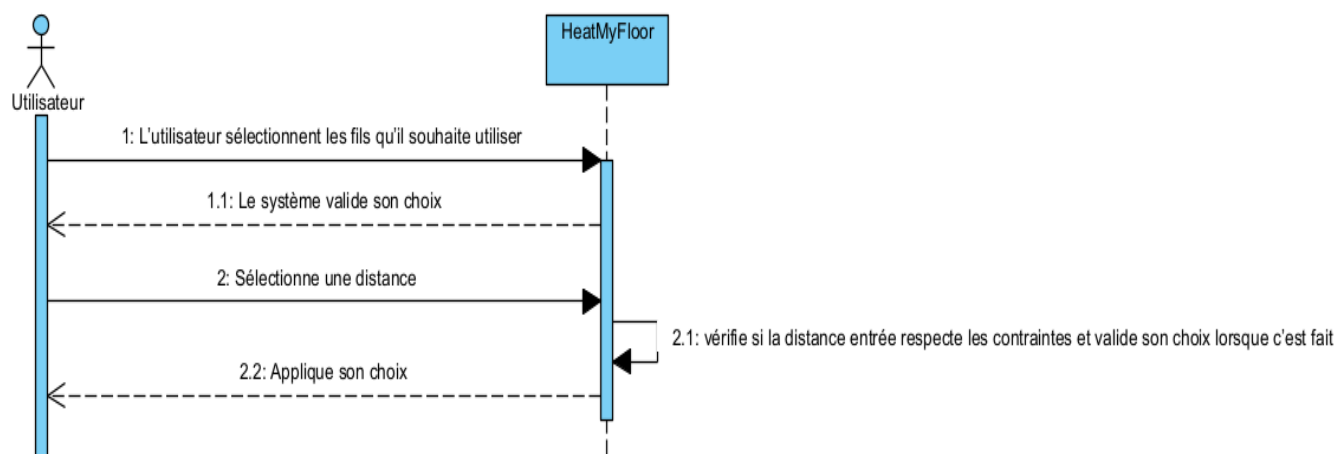 HeatMyFloor
Utilisateur
1: L'utilisateur sélectionnent les fils qu'il souhaite utiliser
1.1: Le système valide son choix
2: Sélectionne une distance
2.1: vérifie si la distance entrée respecte les contraintes et valide son choix lorsque c'est fait
2.2: Applique son choix